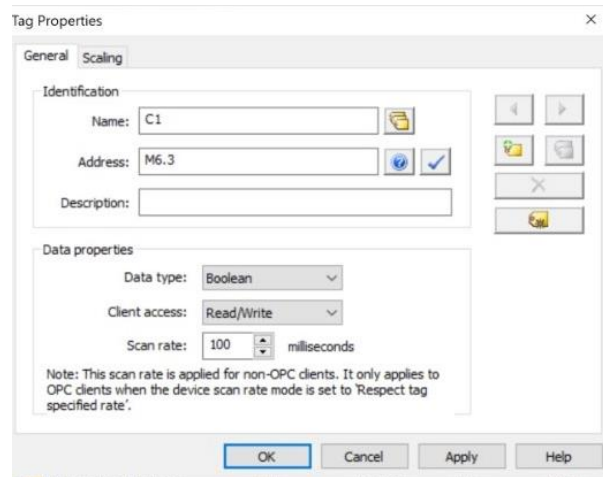 Tag Properties
General Scaling
Identification
Name: C1
Address: M6.3
Description:
Data properties
Data type: Boolean
Client access: Read/Write
Scan rate: 100 milliseconds
Note: This scan rate is applied for non-OPC clients. It only applies to
OPC clients when the device scan rate mode is set to 'Respect tag
specified rate'.
OK Cancel Apply Help